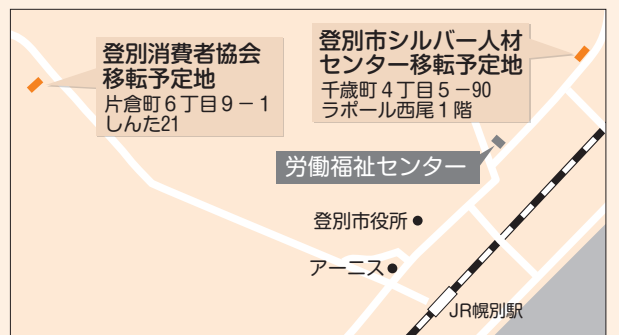 登別消費者協会
移転予定地
片倉町６丁目９－１
しんた21
登別市シルバー人材
センター移転予定地
千歳町４丁目５－90
ラポール西尾１階
労働福祉センター
登別市役所
アーニス
JR幌別駅